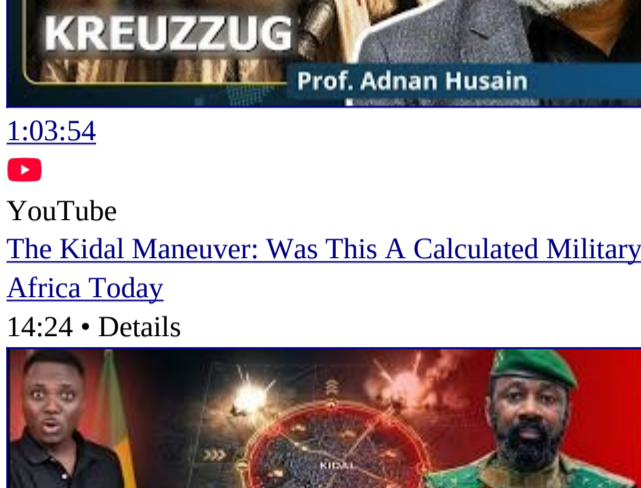 KREUZZUG
Prof. Adnan Husain
1:03:54
YouTube
The Kidal Maneuver: Was This A Calculated Military
Africa Today
14:24 • Details
KIDAL